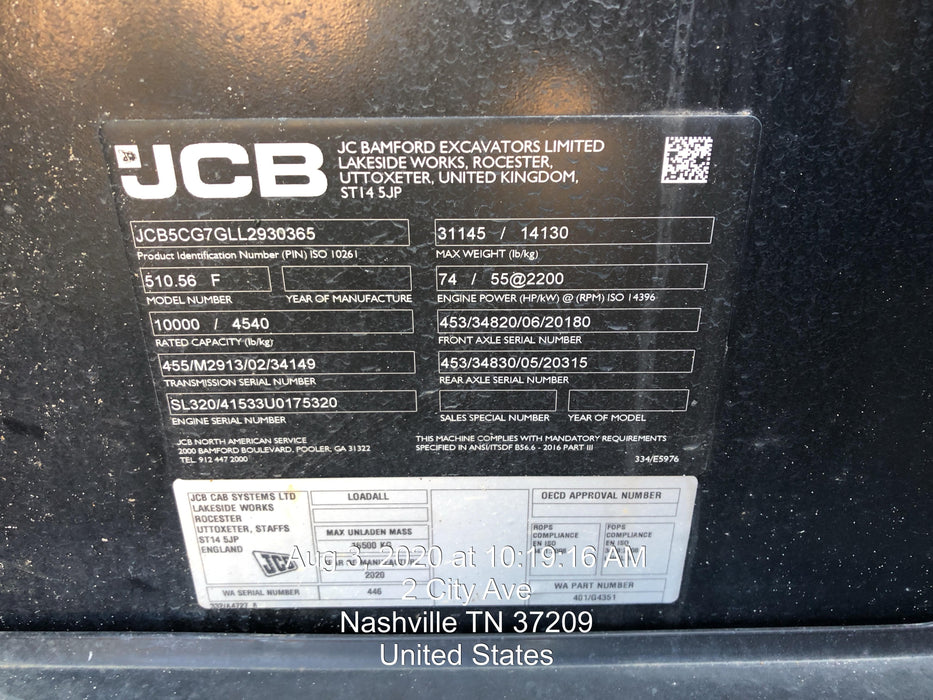 JCB
JC BAMFORD EXCAVATORS LIMITED
LAKESIDE WORKS, ROCESTER,
UTTOXETER, UNITED KINGDOM,
ST14 5JP
JCB5CG7GLL2930365
Product Identification Number (PIN) ISO 10261
31145 / 14130
MAX WEIGHT (lb/kg)
510.56 F
MODEL NUMBER
YEAR OF MANUFACTURE
74 / 55@2200
ENGINE POWER (HP/kW) @ (RPM) ISO 14396
10000 / 4540
RATED CAPACITY (lb/kg)
453/34820/06/20180
FRONT AXLE SERIAL NUMBER
455/M2913/02/34149
TRANSMISSION SERIAL NUMBER
453/34830/05/20315
REAR AXLE SERIAL NUMBER
SL320/41533U0175320
ENGINE SERIAL NUMBER
SALES SPECIAL NUMBER
YEAR OF MODEL
JCB NORTH AMERICAN SERVICE
2000 BAMFORD BOULEVARD, POOLER, GA 31322
TEL 912 447 2000
THIS MACHINE COMPLIES WITH MANDATORY REQUIREMENTS
SPECIFIED IN ANSI/ITSDF B56.6 - 2016 PART III
334/E5976
JCB CAB SYSTEMS LTD
LAKESIDE WORKS
ROCESTER
UTTOXETER, STAFFS
ST14 5JP
ENGLAND
JCB
WA SERIAL NUMBER
LOADALL
MAX UNLADEN MASS
YEAR OF MANUFACTURE
2020
446
OECD APPROVAL NUMBER
ROPS
COMPLIANCE
EN ISO
FOPS
COMPLIANCE
EN ISO
WA PART NUMBER
401/G4351
Aug 3, 2020 at 10:19:16 AM
2 City Ave
Nashville TN 37209
United States